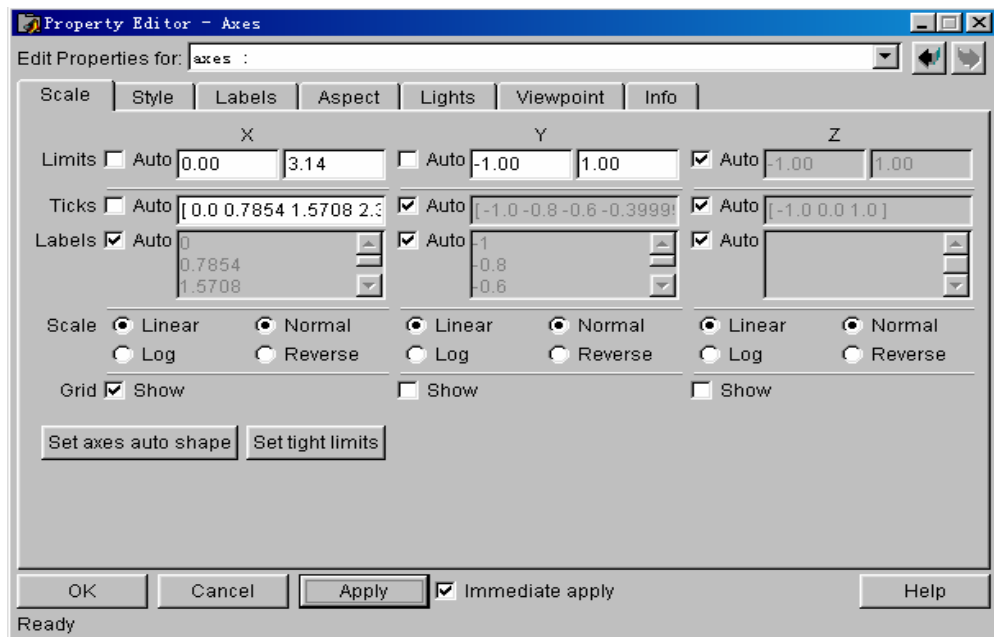 Property Editor - Axes
Edit Properties for: axes :
Scale Style Labels Aspect Lights Viewpoint Info
X Y Z
Limits Auto 0.00 3.14 Auto -1.00 1.00 Auto -1.00 1.00
Ticks Auto [ 0.0 0.7854 1.5708 2.3 Auto [ -1.0 -0.8 -0.6 -0.3999 Auto [ -1.0 0.0 1.0 ]
Labels Auto 0 Auto -1 Auto
0.7854 -0.8
1.5708 -0.6
Scale Linear Normal Linear Normal Linear Normal
Log Reverse Log Reverse Log Reverse
Grid Show Show Show
Set axes auto shape Set tight limits
OK Cancel Apply Immediate apply Help
Ready